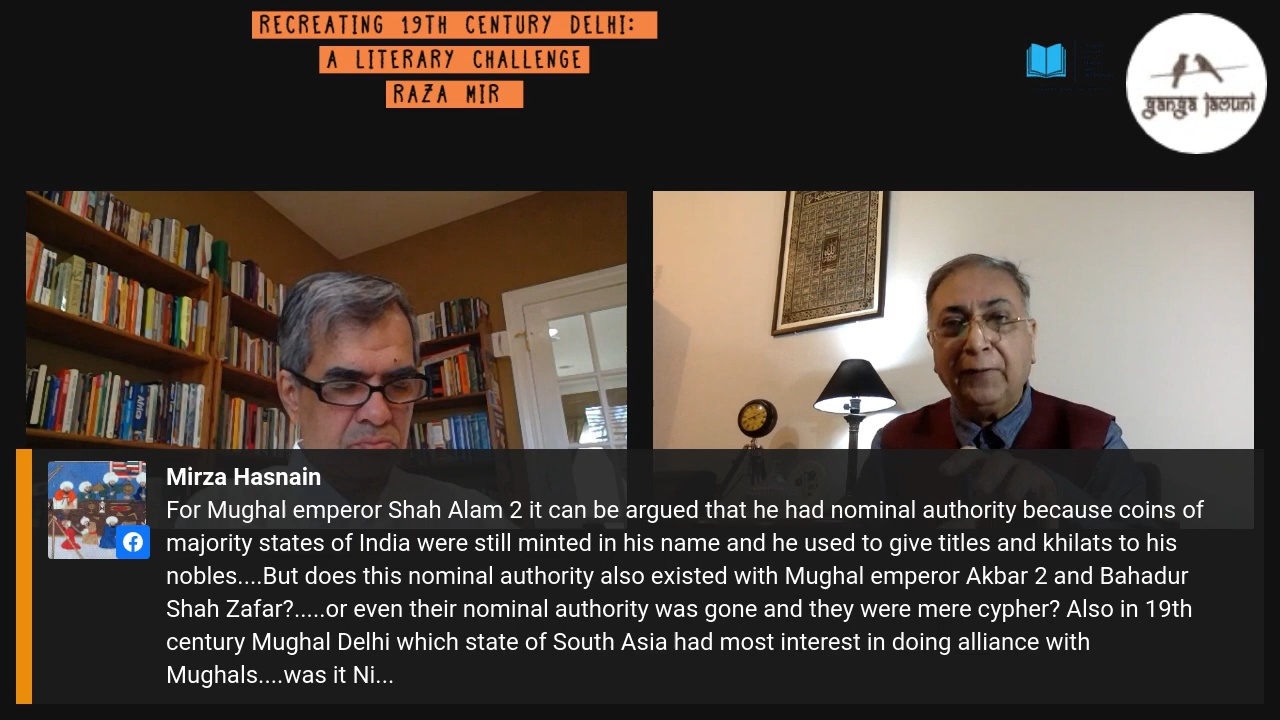 RECREATING 19TH CENTURY DELHI:
A LITERARY CHALLENGE
RAZA MIR
ganga jamuni
Mirza Hasnain
For Mughal emperor Shah Alam 2 it can be argued that he had nominal authority because coins of
majority states of India were still minted in his name and he used to give titles and khilats to his
nobles....But does this nominal authority also existed with Mughal emperor Akbar 2 and Bahadur
Shah Zafar?.....or even their nominal authority was gone and they were mere cypher? Also in 19th
century Mughal Delhi which state of South Asia had most interest in doing alliance with
Mughals....was it Ni...